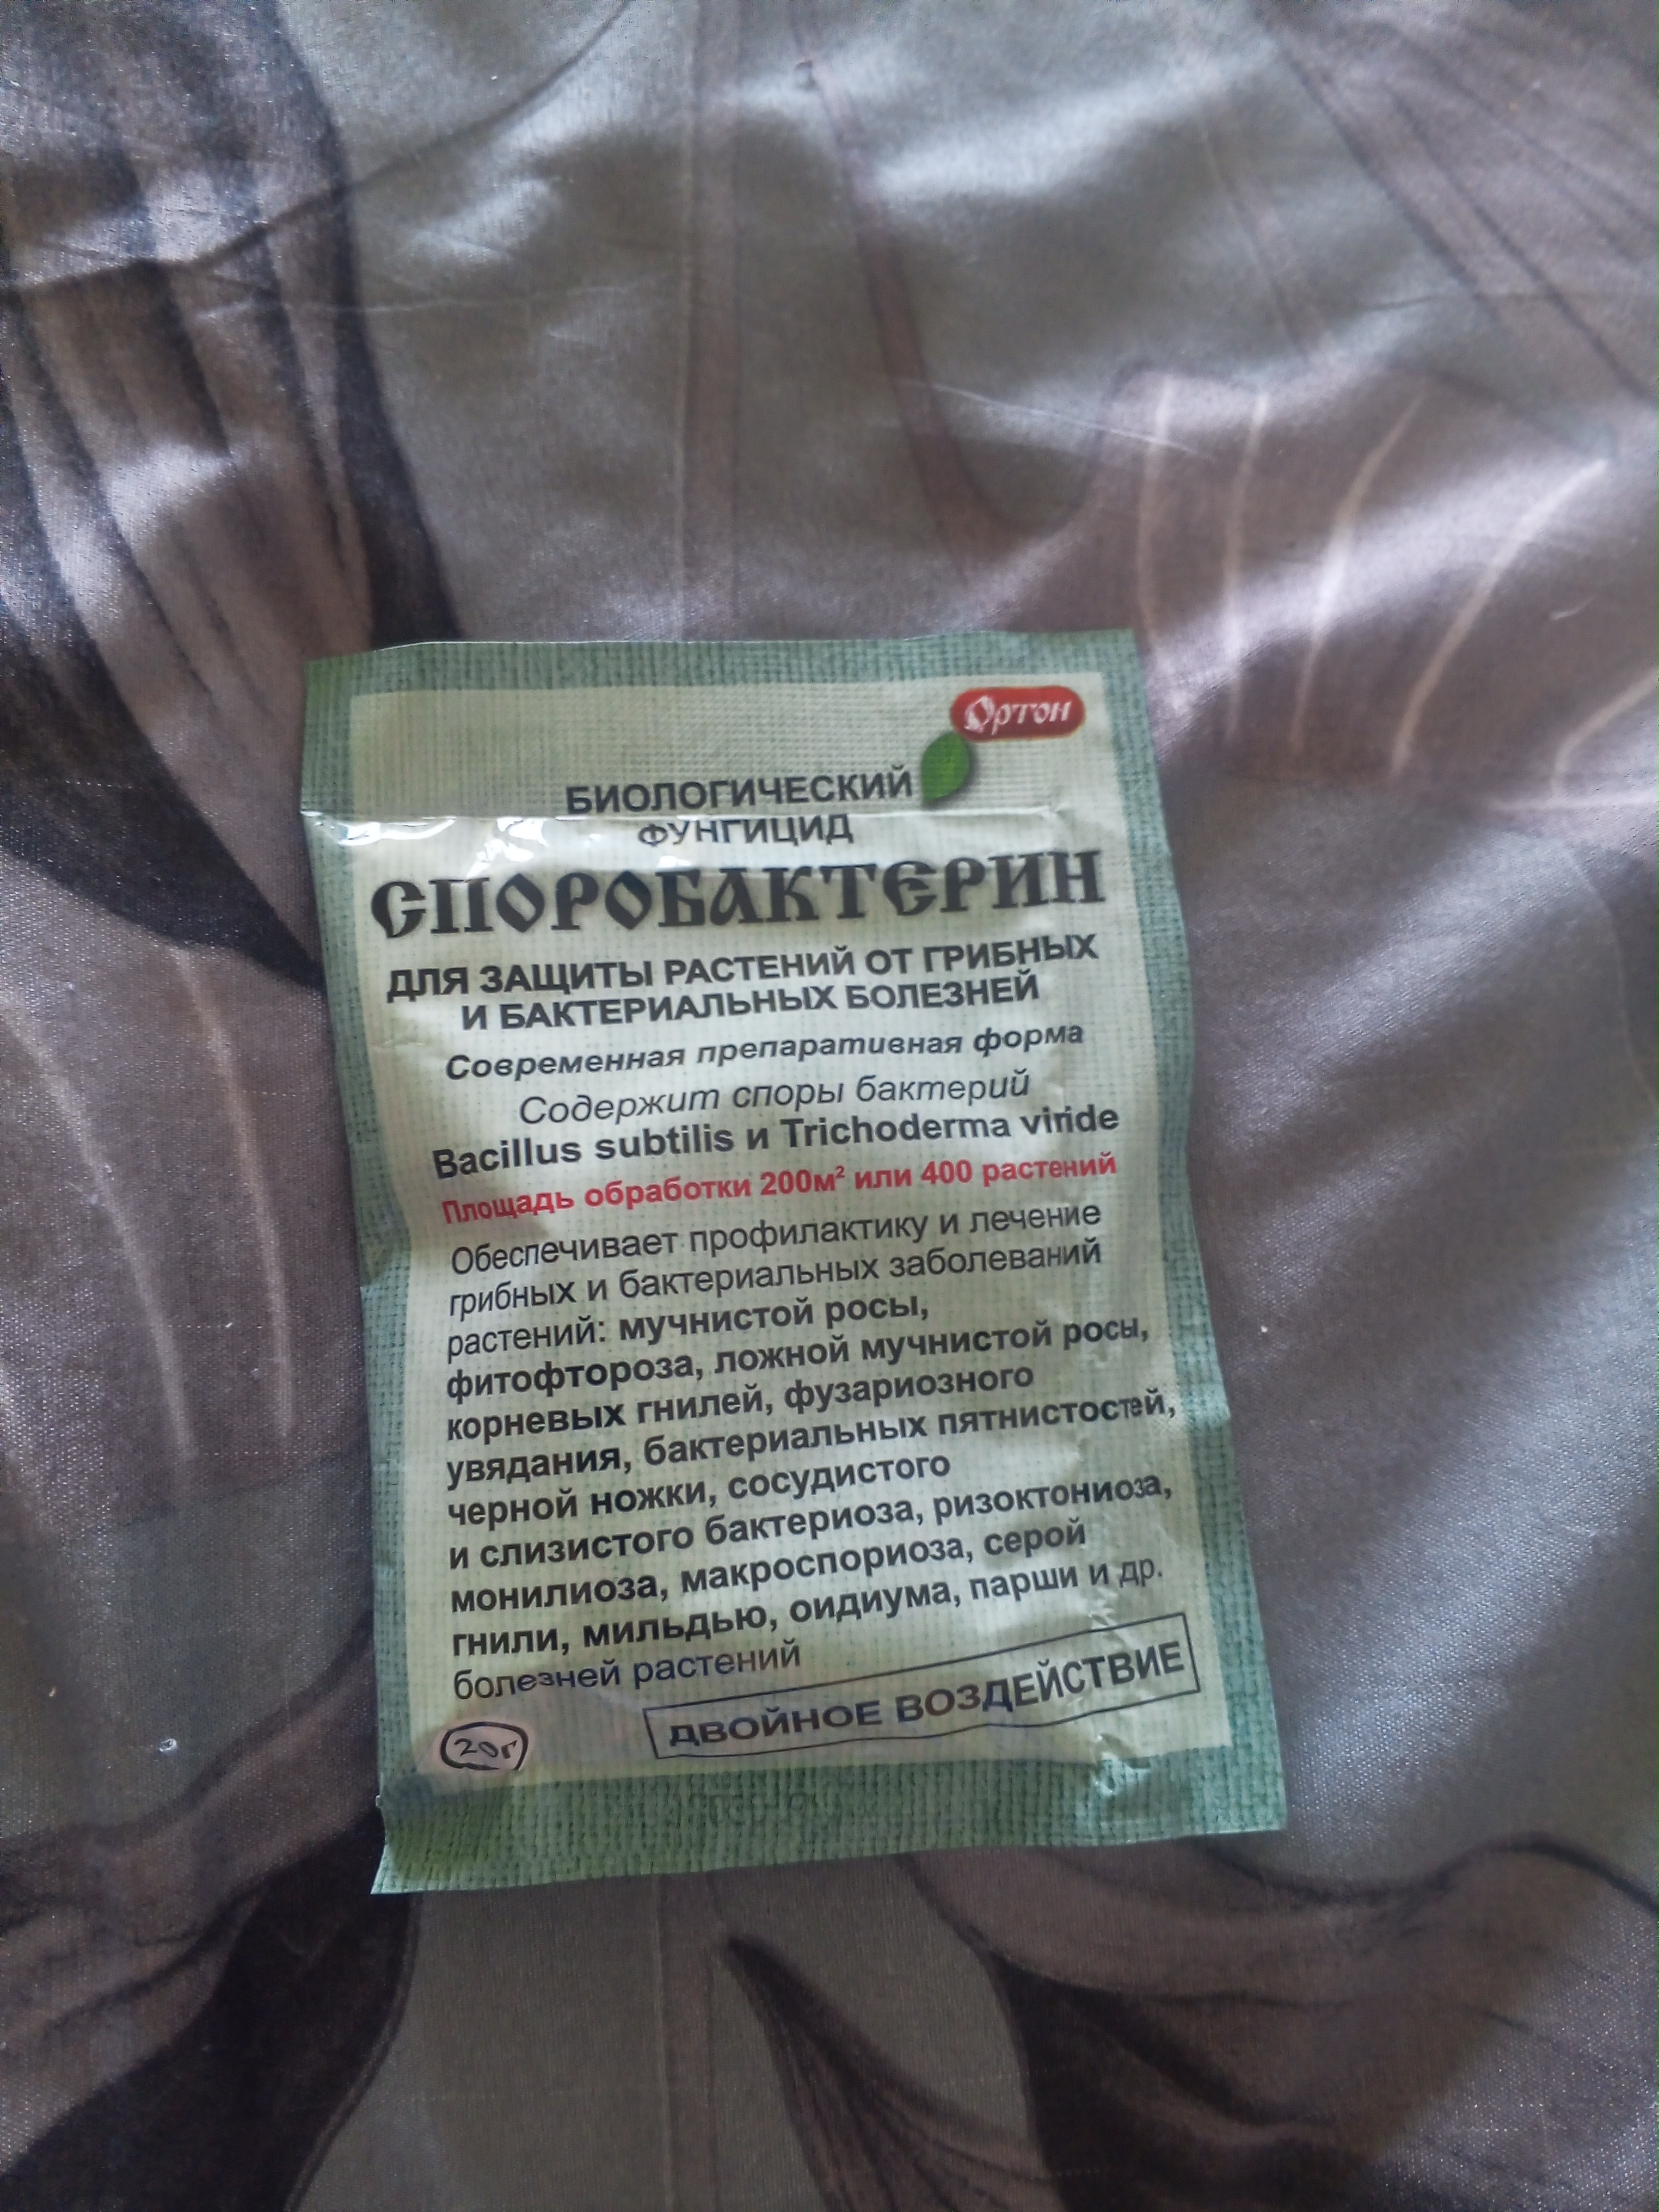 Ортон
БИОЛОГИЧЕСКИЙ
ФУНГИЦИД
СПОРОБАКТЕРИН
ДЛЯ ЗАЩИТЫ РАСТЕНИЙ ОТ ГРИБНЫХ
И БАКТЕРИАЛЬНЫХ БОЛЕЗНЕЙ
Современная препаративная форма
Содержит споры бактерий
Bacillus subtilis и Trichoderma viride
Площадь обработки 200м² или 400 растений
Обеспечивает профилактику и лечение
грибных и бактериальных заболеваний
растений: мучнистой росы,
фитофтороза, ложной мучнистой росы,
корневых гнилей, фузариозного
увядания, бактериальных пятнистостей,
черной ножки, сосудистого
и слизистого бактериоза, ризоктониоза,
монилиоза, макроспориоза, серой
гнили, мильдью, оидиума, парши и др.
болезней растений
ДВОЙНОЕ ВОЗДЕЙСТВИЕ
20г